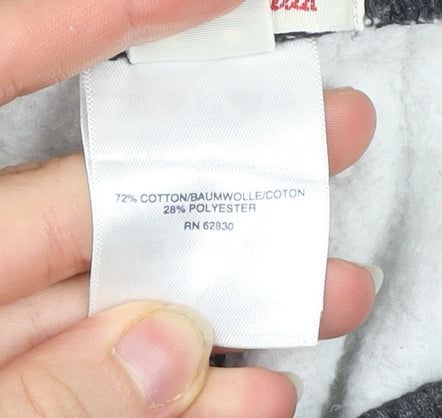 72% COTTON/BAUMWOLLE/COTON
28% POLYESTER
RN 62830